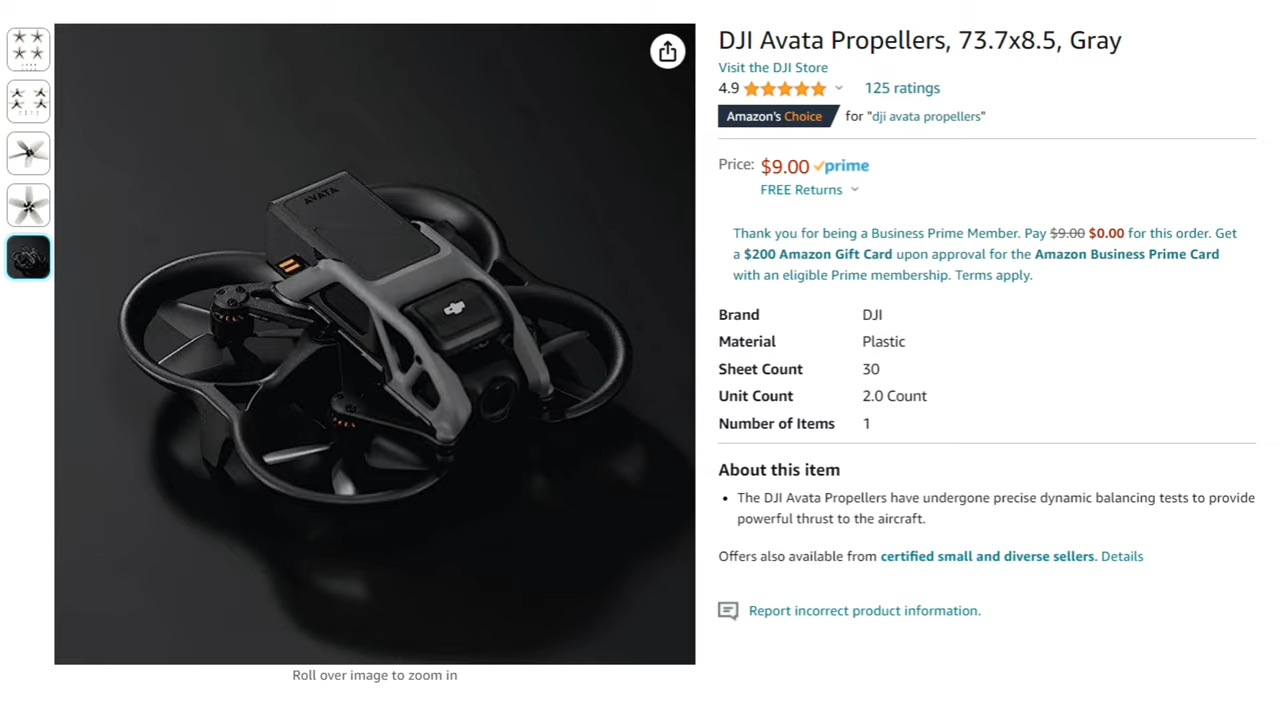 AVATA
Roll over image to zoom in
DJI Avata Propellers, 73.7x8.5, Gray
Visit the DJI Store
4.9 125 ratings
Amazon's Choice for "dji avata propellers"
Price: $9.00 prime
FREE Returns
Thank you for being a Business Prime Member. Pay $9.00 $0.00 for this order. Get
a $200 Amazon Gift Card upon approval for the Amazon Business Prime Card
with an eligible Prime membership. Terms apply.
Brand DJI
Material Plastic
Sheet Count 30
Unit Count 2.0 Count
Number of Items 1
About this item
• The DJI Avata Propellers have undergone precise dynamic balancing tests to provide
powerful thrust to the aircraft.
Offers also available from certified small and diverse sellers. Details
Report incorrect product information.